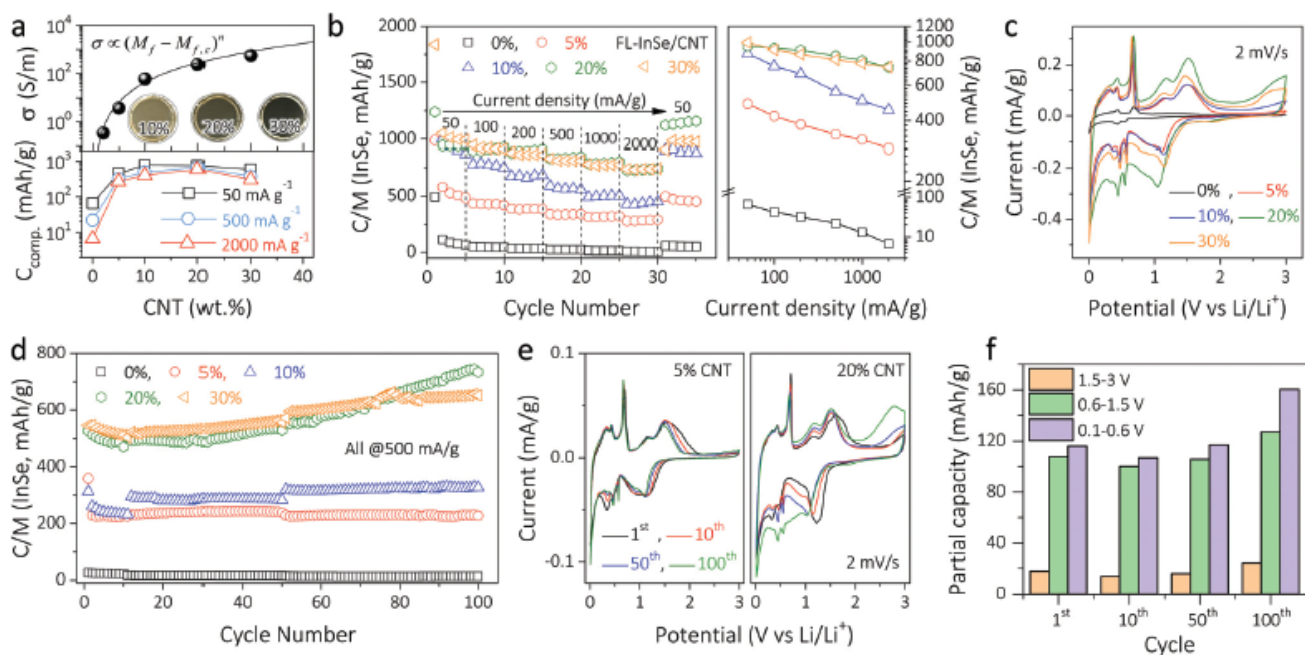 a
σ ∝ (M_f − M_{f,c})^n
10^4
10^2
10^0
σ (S/m)
10%
20%
30%
10^3
10^2
10^1
C_comp. (mAh/g)
50 mA g^-1
500 mA g^-1
2000 mA g^-1
0 10 20 30 40
CNT (wt.%)
b
2000
1500
1000
500
0
C/M (InSe, mAh/g)
0%, 5% FL-InSe/CNT
10%, 20% 30%
Current density (mA/g)
50
50
100
200
500
1000
2000
0 10 20 30
Cycle Number
1200
1000
800
600
400
200
100
10
C/M (InSe, mAh/g)
100 1000
Current density (mA/g)
c
2 mV/s
0.2
0.0
-0.2
-0.4
Current (mA/g)
0%, 5%
10%, 20%
30%
0 1 2 3
Potential (V vs Li/Li⁺)
d
800
600
400
200
0
C/M (InSe, mAh/g)
0%, 5%, 10%
20%, 30%
All @500 mA/g
0 20 40 60 80 100
Cycle Number
e
0.1
0.0
-0.1
Current (mA/g)
5% CNT
20% CNT
1st, 10th
50th, 100th
2 mV/s
0 1 2 3
0 1 2 3
Potential (V vs Li/Li⁺)
f
160
120
80
40
0
Partial capacity (mAh/g)
1.5-3 V
0.6-1.5 V
0.1-0.6 V
1st 10th 50th 100th
Cycle